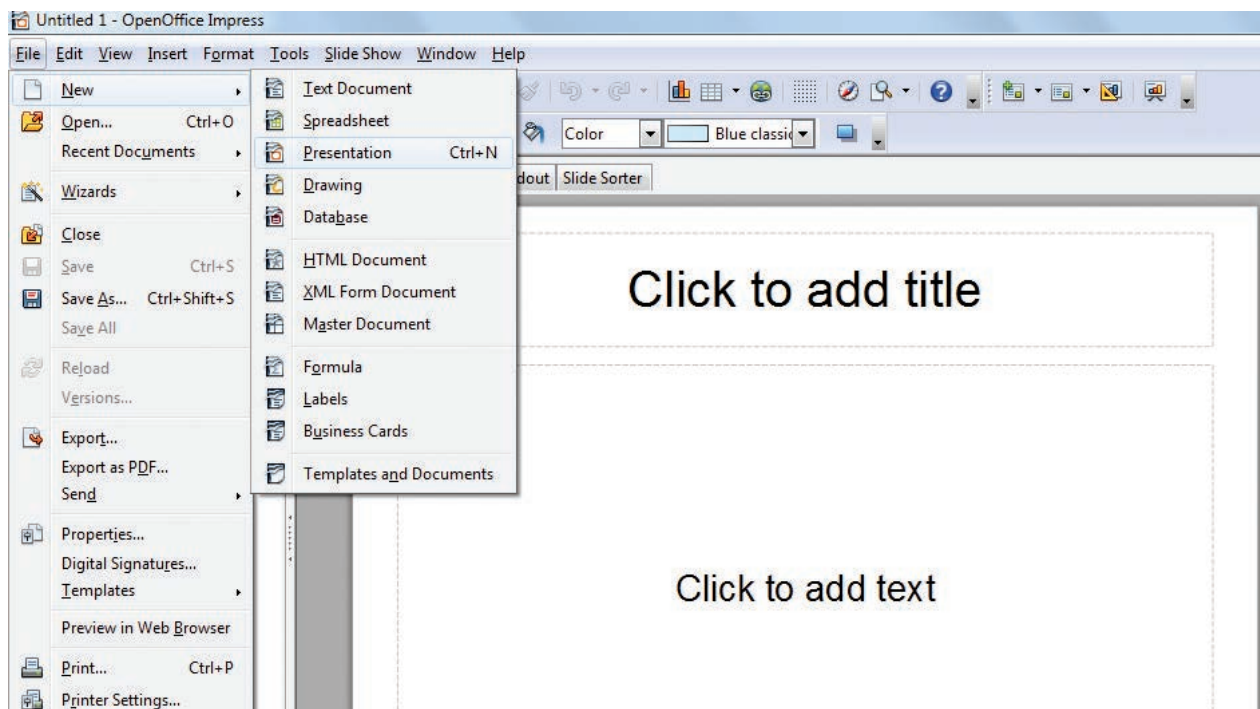 Untitled 1 - OpenOffice Impress
File Edit View Insert Format Tools Slide Show Window Help
New
Open... Ctrl+O
Recent Documents
Wizards
Close
Save Ctrl+S
Save As... Ctrl+Shift+S
Save All
Reload
Versions...
Export...
Export as PDF...
Send
Properties...
Digital Signatures...
Templates
Preview in Web Browser
Print... Ctrl+P
Printer Settings...
Text Document
Spreadsheet
Presentation Ctrl+N
Drawing
Database
HTML Document
XML Form Document
Master Document
Formula
Labels
Business Cards
Templates and Documents
Color Blue classic
dout Slide Sorter
Click to add title
Click to add text